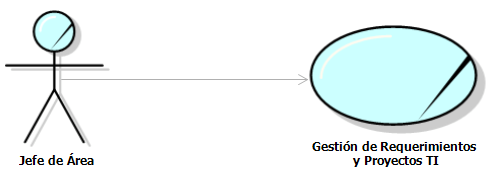 Jefe de Área
Gestión de Requerimientos
y Proyectos TI